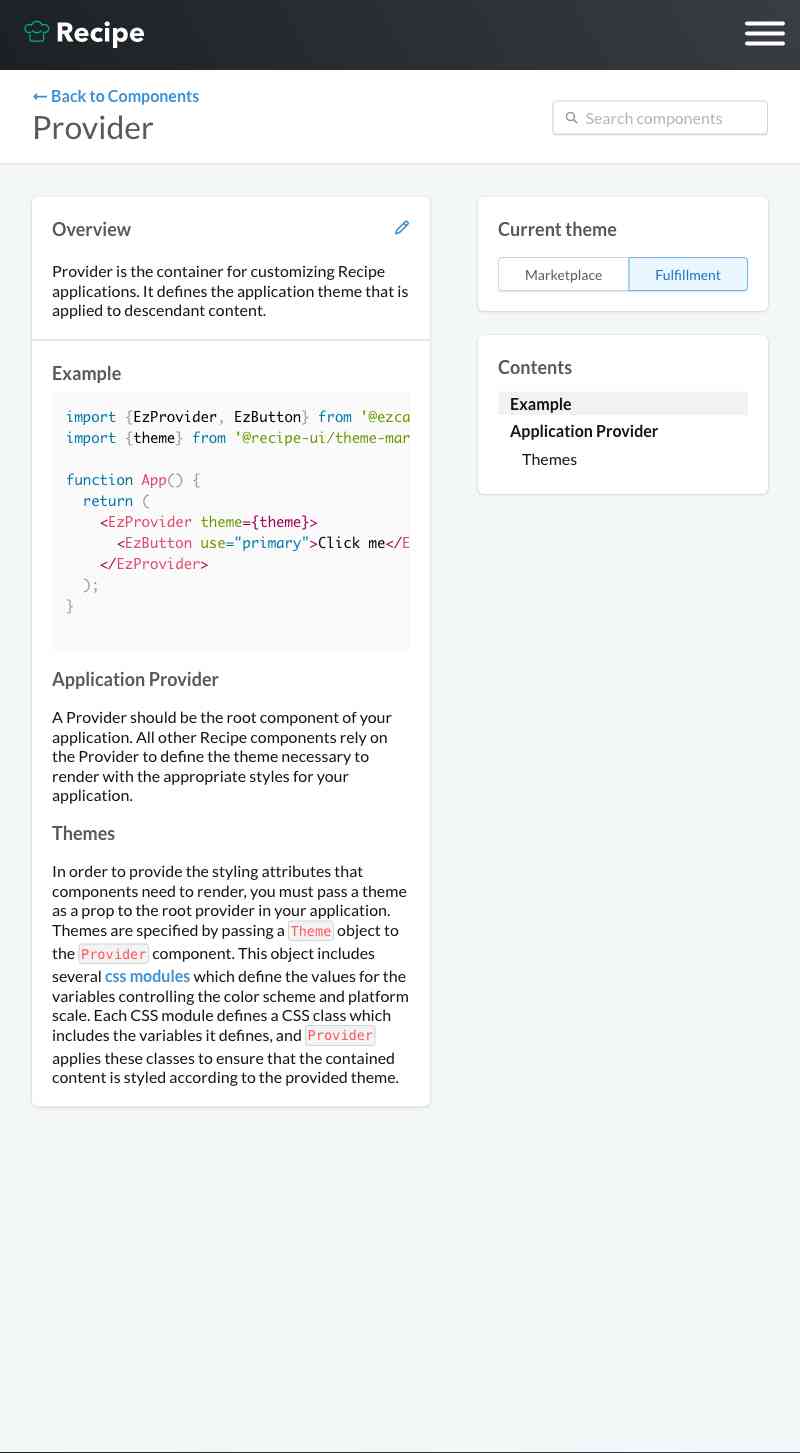 Recipe
← Back to Components
Provider
Search components
Overview
Provider is the container for customizing Recipe
applications. It defines the application theme that is
applied to descendant content.
Example
import {EzProvider, EzButton} from '@ezca
import {theme} from '@recipe-ui/theme-mar
function App() {
  return (
    <EzProvider theme={theme}>
      <EzButton use="primary">Click me</E
    </EzProvider>
  );
}
Application Provider
A Provider should be the root component of your
application. All other Recipe components rely on
the Provider to define the theme necessary to
render with the appropriate styles for your
application.
Themes
In order to provide the styling attributes that
components need to render, you must pass a theme
as a prop to the root provider in your application.
Themes are specified by passing a Theme object to
the Provider component. This object includes
several css modules which define the values for the
variables controlling the color scheme and platform
scale. Each CSS module defines a CSS class which
includes the variables it defines, and Provider
applies these classes to ensure that the contained
content is styled according to the provided theme.
Current theme
Marketplace Fulfillment
Contents
Example
Application Provider
Themes